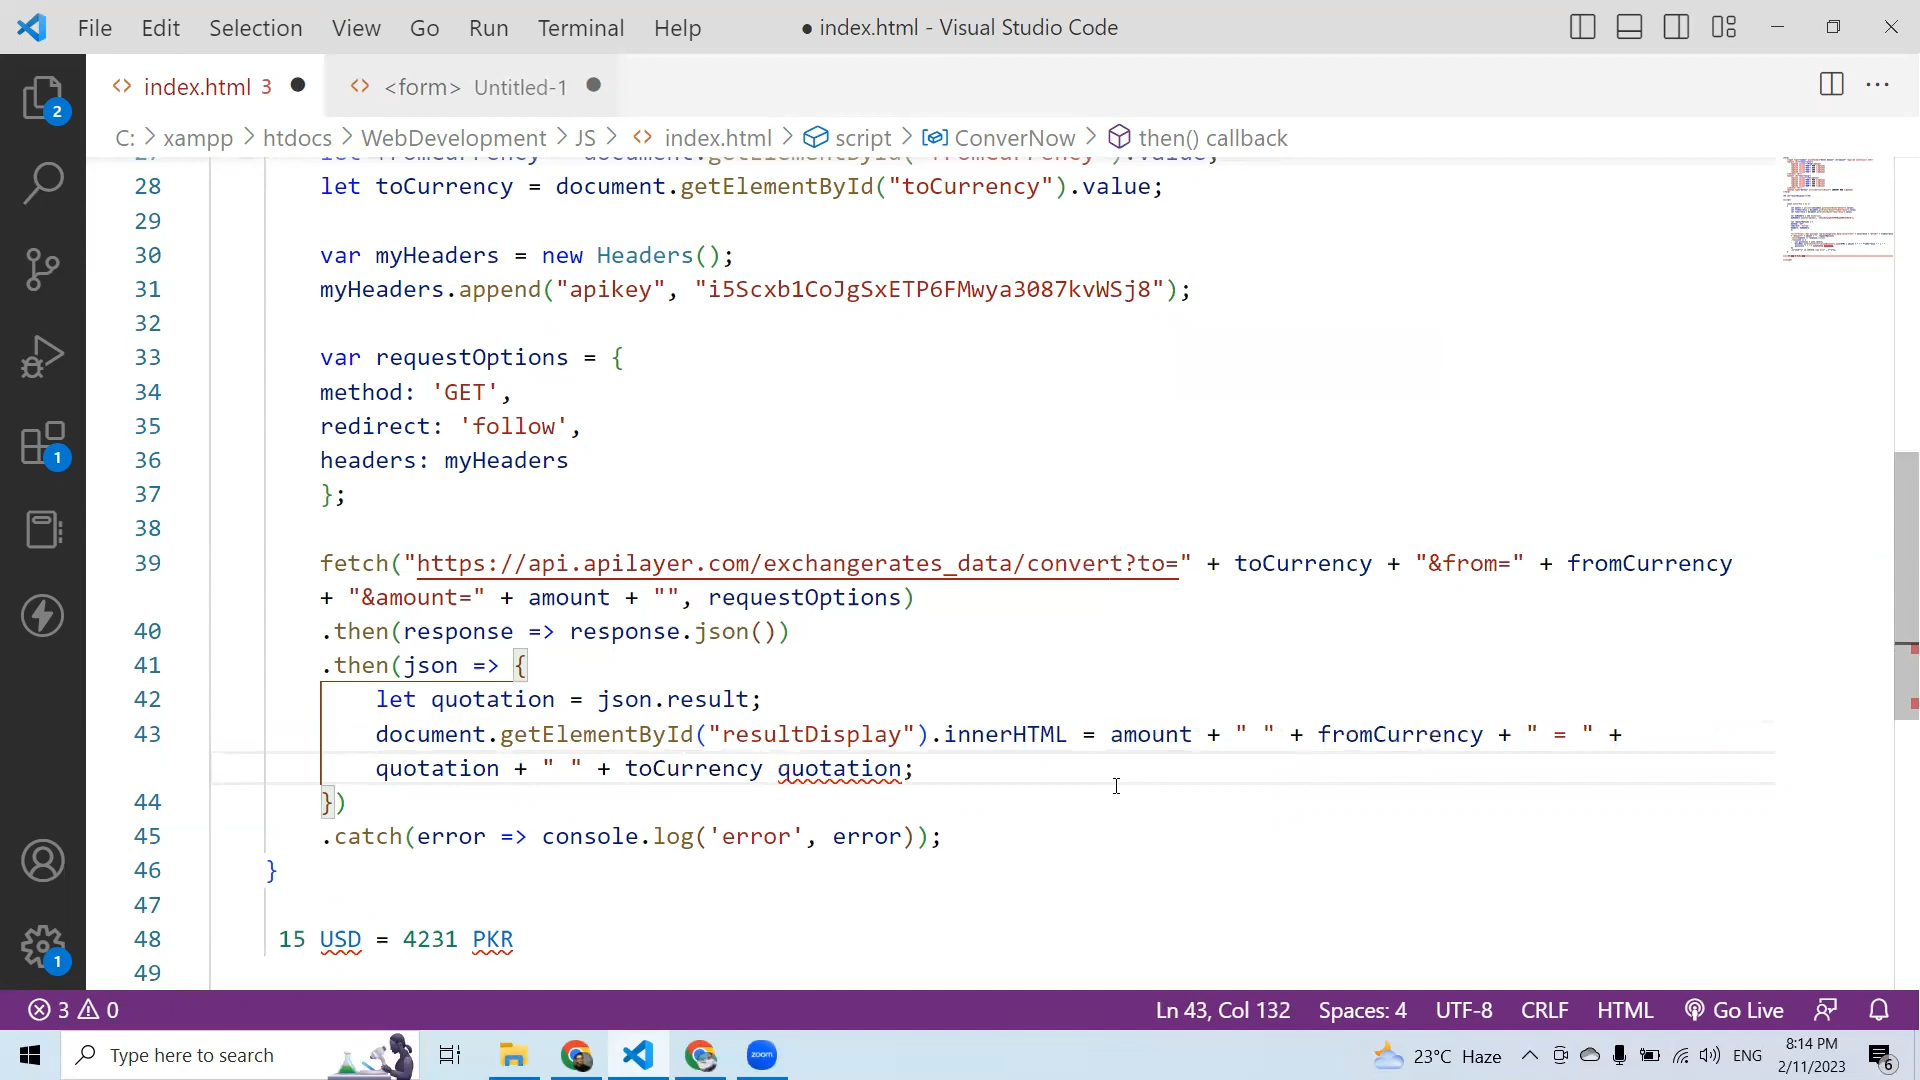 File Edit Selection View Go Run Terminal Help
● index.html - Visual Studio Code
index.html 3 ●
<form> Untitled-1 ●
C: > xampp > htdocs > WebDevelopment > JS > index.html > script > ConverNow > then() callback
28 let toCurrency = document.getElementById("toCurrency").value;
29
30 var myHeaders = new Headers();
31 myHeaders.append("apikey", "i5Scxb1CoJgSxETP6FMwya3087kvWSj8");
32
33 var requestOptions = {
34 method: 'GET',
35 redirect: 'follow',
36 headers: myHeaders
37 };
38
39 fetch("https://api.apilayer.com/exchangerates_data/convert?to=" + toCurrency + "&from=" + fromCurrency
+ "&amount=" + amount + "", requestOptions)
40 .then(response => response.json())
41 .then(json => {
42 let quotation = json.result;
43 document.getElementById("resultDisplay").innerHTML = amount + " " + fromCurrency + " = " +
quotation + " " + toCurrency quotation;
44 })
45 .catch(error => console.log('error', error));
46 }
47
48 15 USD = 4231 PKR
49
2
1
1
3 0
Ln 43, Col 132 Spaces: 4 UTF-8 CRLF HTML Go Live
Type here to search
zoom
23°C Haze
ENG
8:14 PM
2/11/2023
6